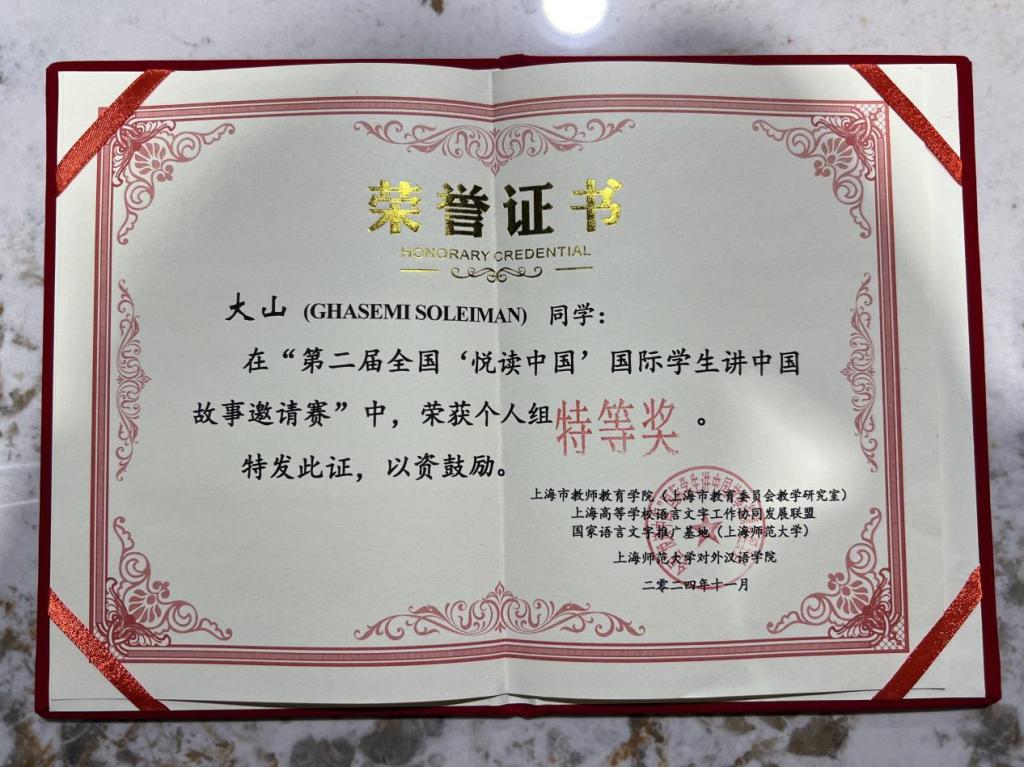 荣誉证书
HONORARY CREDENTIAL
大山 (GHASEMI SOLEIMAN) 同学：
在“第二届全国‘悦读中国’国际学生讲中国
故事邀请赛”中，荣获个人组特等奖。
特发此证，以资鼓励。
上海市教师教育学院（上海市教育委员会教学研究室）
上海高等学校语言文字工作协同发展联盟
国家语言文字推广基地（上海师范大学）
上海师范大学对外汉语学院
二零二四年十一月